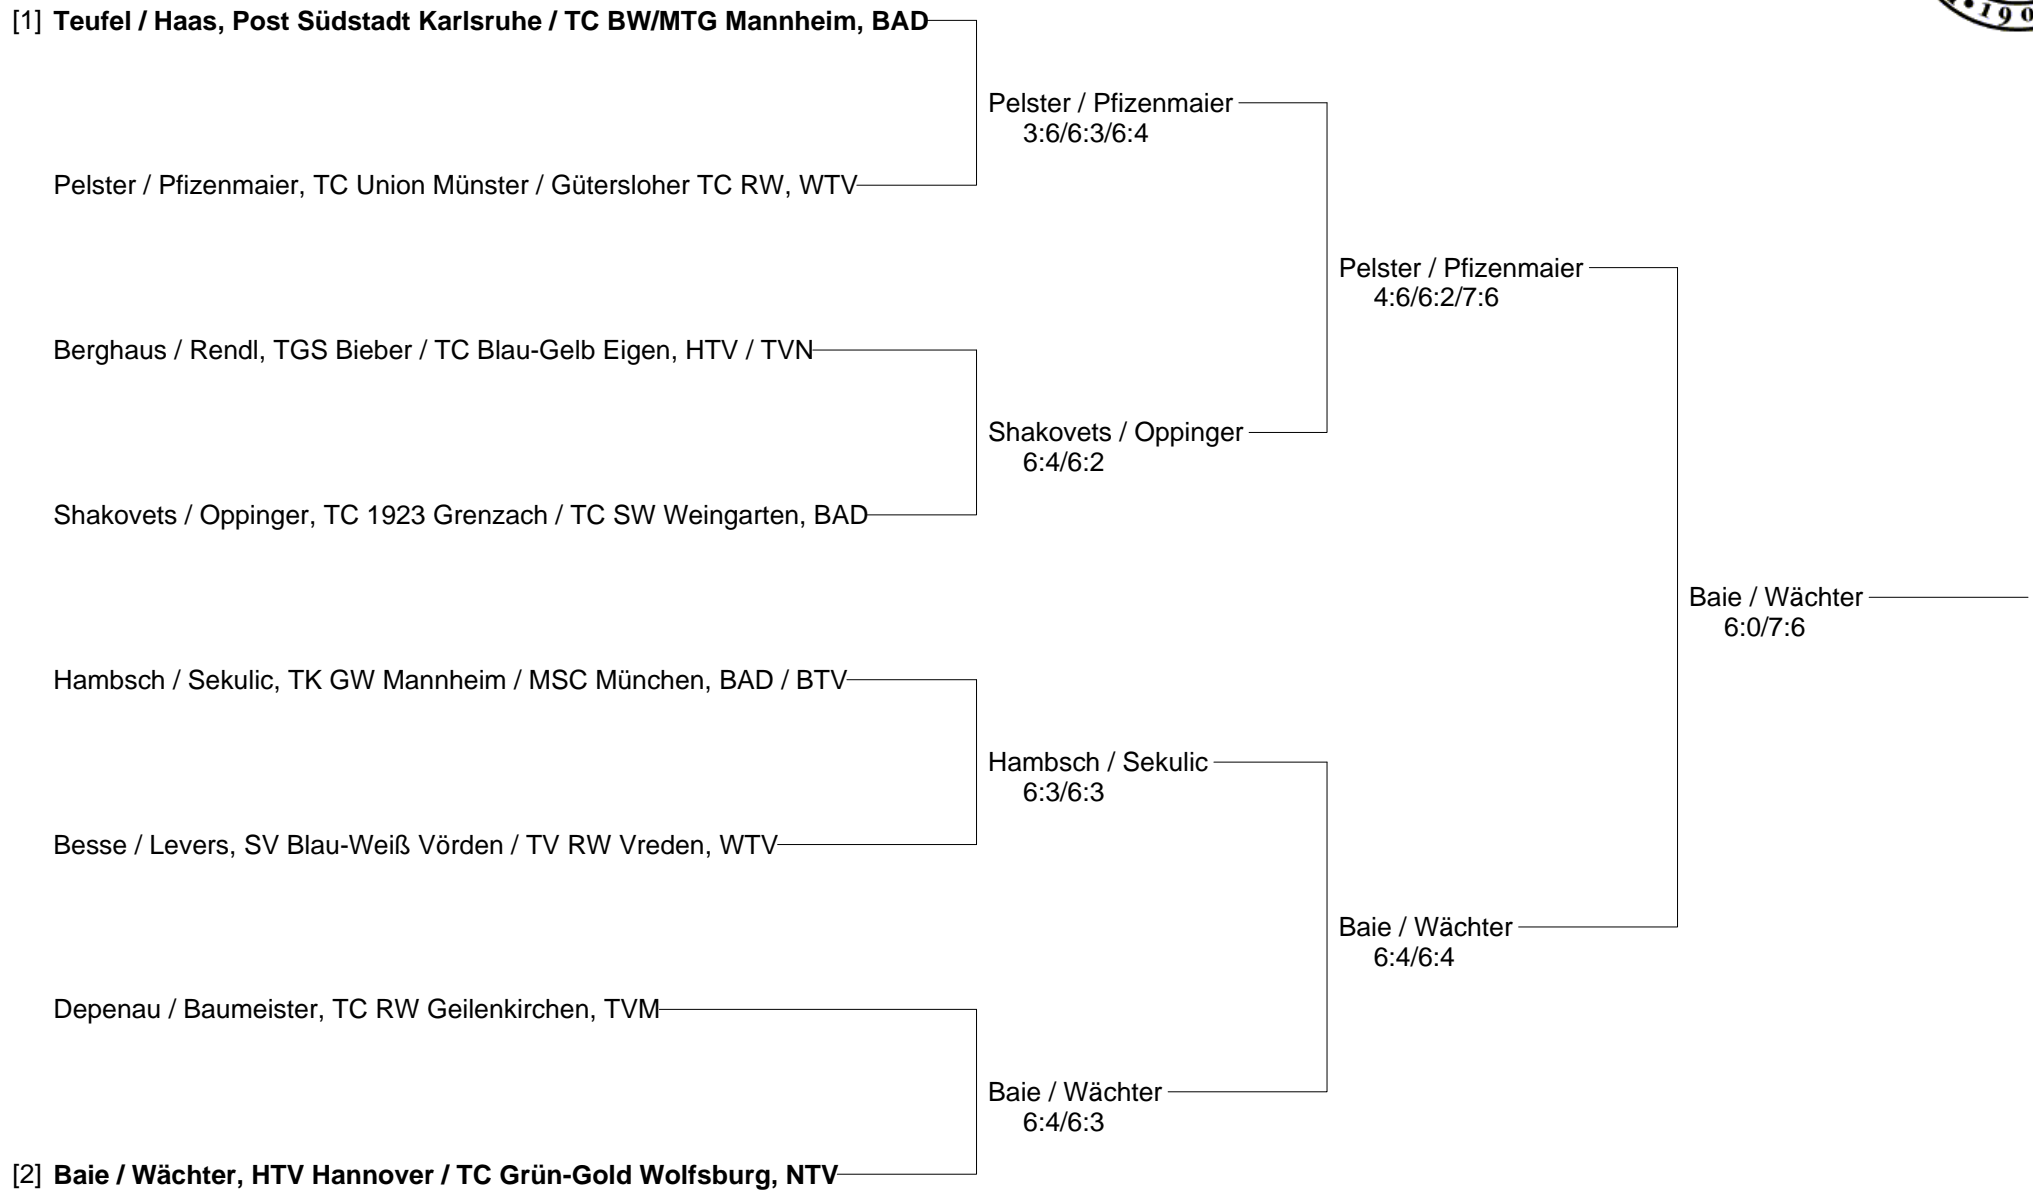 [1] Teufel / Haas, Post Südstadt Karlsruhe / TC BW/MTG Mannheim, BAD
Pelster / Pfizenmaier
3:6/6:3/6:4
Pelster / Pfizenmaier, TC Union Münster / Gütersloher TC RW, WTV
Pelster / Pfizenmaier
4:6/6:2/7:6
Berghaus / Rendl, TGS Bieber / TC Blau-Gelb Eigen, HTV / TVN
Shakovets / Oppinger
6:4/6:2
Shakovets / Oppinger, TC 1923 Grenzach / TC SW Weingarten, BAD
Baie / Wächter
6:0/7:6
Hambsch / Sekulic, TK GW Mannheim / MSC München, BAD / BTV
Hambsch / Sekulic
6:3/6:3
Besse / Levers, SV Blau-Weiß Vörden / TV RW Vreden, WTV
Baie / Wächter
6:4/6:4
Depenau / Baumeister, TC RW Geilenkirchen, TVM
Baie / Wächter
6:4/6:3
[2] Baie / Wächter, HTV Hannover / TC Grün-Gold Wolfsburg, NTV